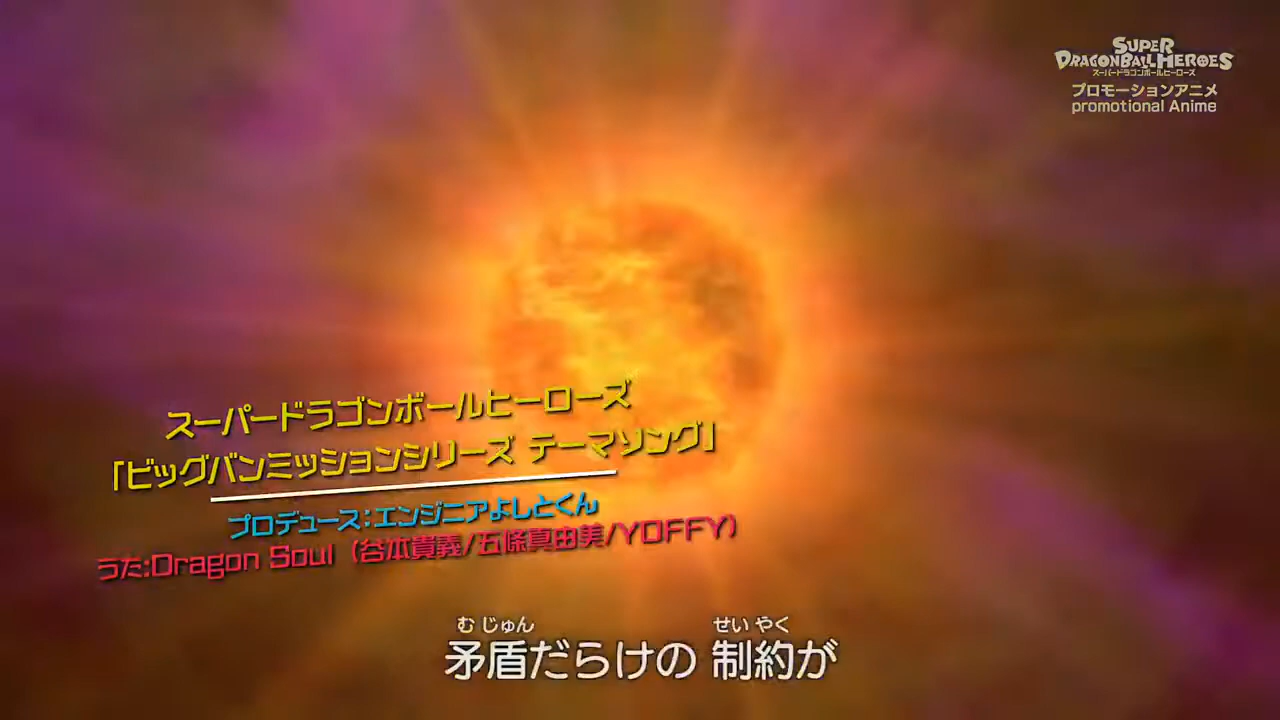 SUPER
DRAGONBALL HEROES
スーパードラゴンボールヒーローズ
プロモーションアニメ
promotional Anime
スーパードラゴンボールヒーローズ
「ビッグバンミッションシリーズ テーマソング」
プロデュース:エンジニアよしとくん
うた:Dragon Soul (谷本貴義/五條真由美/YOFFY)
むじゅん せいやく
矛盾だらけの 制約が